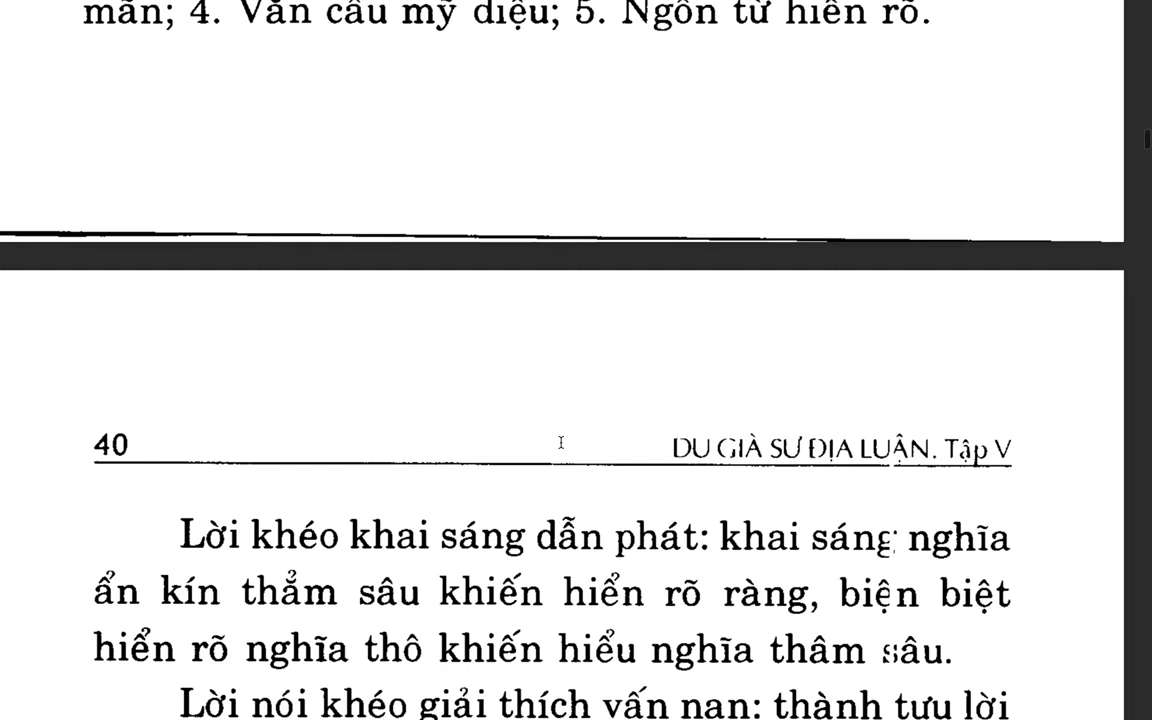 mãn; 4. Văn câu mỹ diệu; 5. Ngôn từ hiển rõ.
40 DU GIÀ SƯ ĐỊA LUẬN. Tập V
Lời khéo khai sáng dẫn phát: khai sáng nghĩa
ẩn kín thẳm sâu khiến hiển rõ ràng, biện biệt
hiển rõ nghĩa thô khiến hiểu nghĩa thâm sâu.
Lời nói khéo giải thích vấn nạn: thành tựu lời